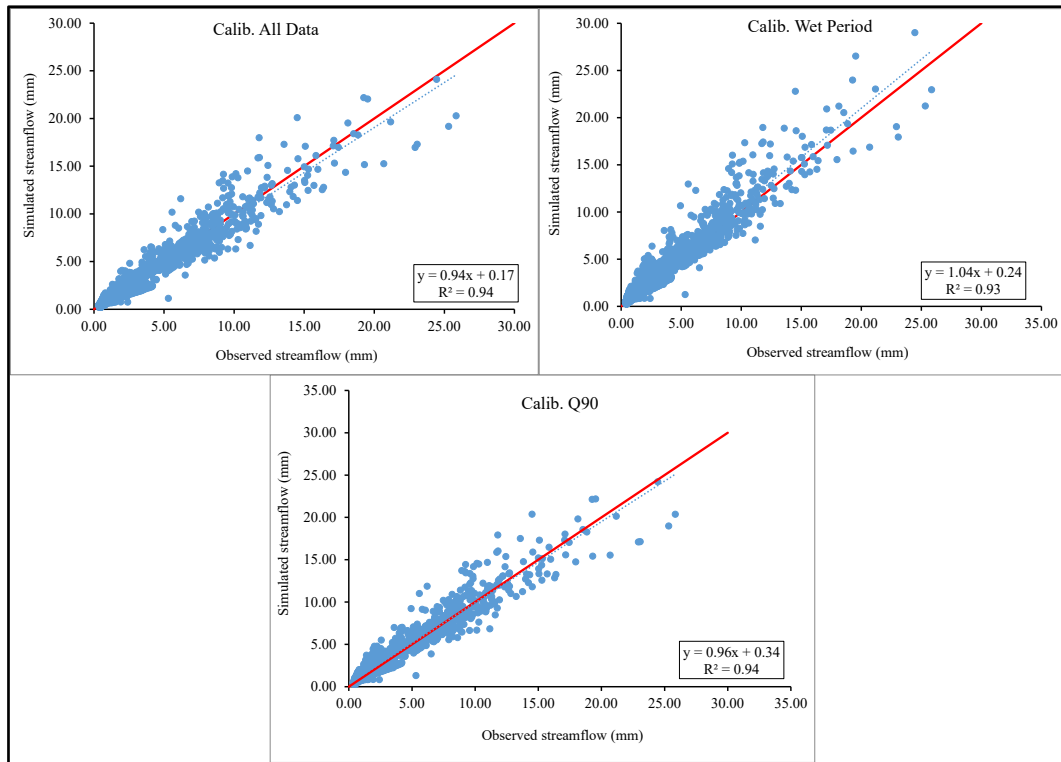 Calib. All Data
30.00
25.00
20.00
15.00
10.00
5.00
0.00
Simulated streamflow (mm)
0.00 5.00 10.00 15.00 20.00 25.00 30.00
Observed streamflow (mm)
y = 0.94x + 0.17
R² = 0.94
Calib. Wet Period
30.00
25.00
20.00
15.00
10.00
5.00
0.00
Simulated streamflow (mm)
0.00 5.00 10.00 15.00 20.00 25.00 30.00 35.00
Observed streamflow (mm)
y = 1.04x + 0.24
R² = 0.93
Calib. Q90
35.00
30.00
25.00
20.00
15.00
10.00
5.00
0.00
Simulated streamflow (mm)
0.00 5.00 10.00 15.00 20.00 25.00 30.00 35.00
Observed streamflow (mm)
y = 0.96x + 0.34
R² = 0.94